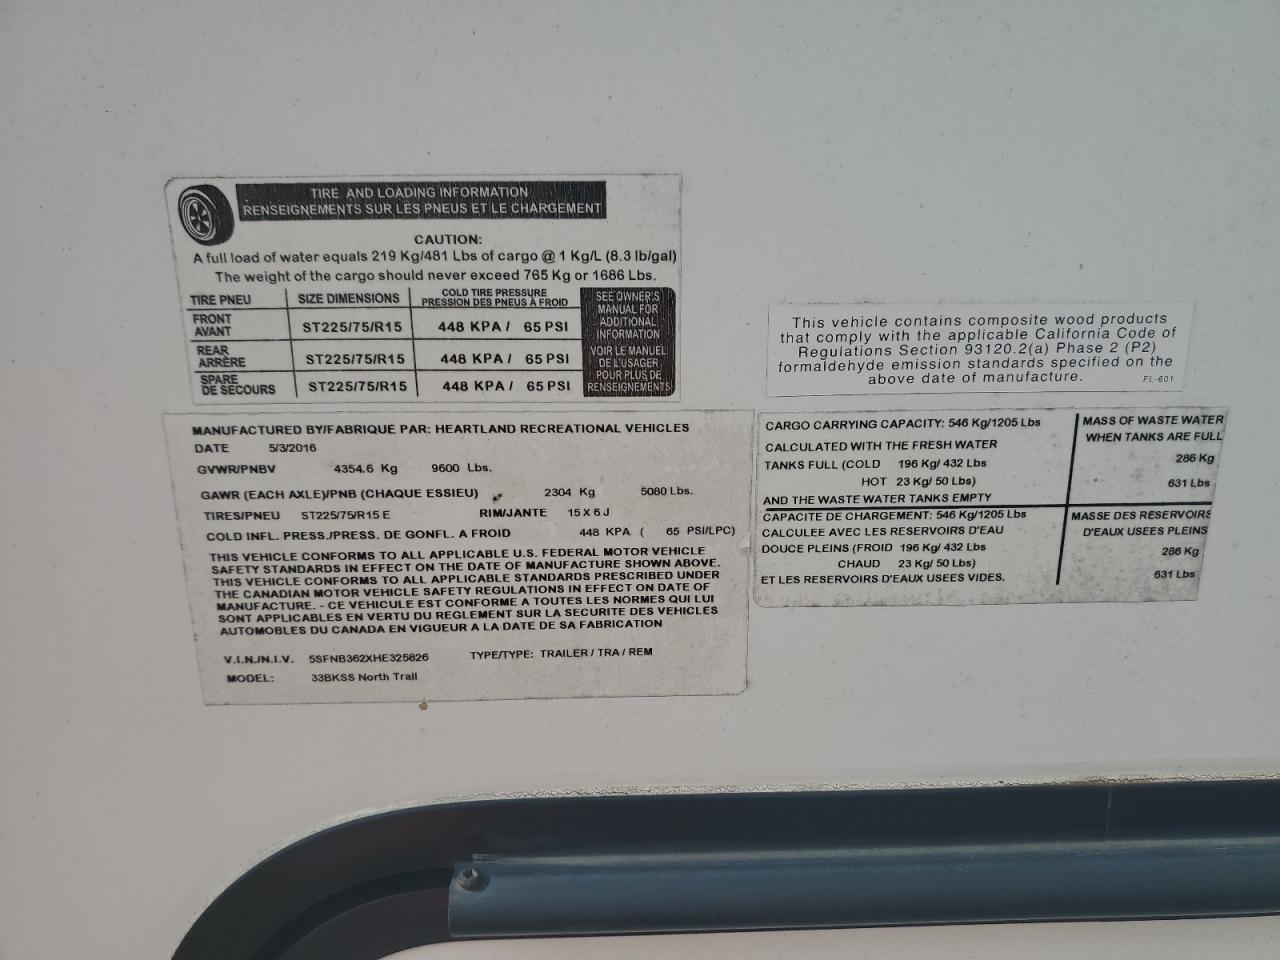 TIRE AND LOADING INFORMATION
RENSEIGNEMENTS SUR LES PNEUS ET LE CHARGEMENT
CAUTION:
A full load of water equals 219 Kg/481 Lbs of cargo @ 1 Kg/L (8.3 lb/gal)
The weight of the cargo should never exceed 765 Kg or 1686 Lbs.
TIRE PNEU SIZE DIMENSIONS COLD TIRE PRESSURE
PRESSION DES PNEUS À FROID
FRONT
AVANT ST225/75/R15 448 KPA / 65 PSI
REAR
ARRÈRE ST225/75/R15 448 KPA / 65 PSI
SPARE
DE SECOURS ST225/75/R15 448 KPA / 65 PSI
SEE OWNER'S
MANUAL FOR
ADDITIONAL
INFORMATION
VOIR LE MANUEL
DE L'USAGER
POUR PLUS DE
RENSEIGNEMENTS
This vehicle contains composite wood products
that comply with the applicable California Code of
Regulations Section 93120.2(a) Phase 2 (P2)
formaldehyde emission standards specified on the
above date of manufacture. FL-601
MANUFACTURED BY/FABRIQUE PAR: HEARTLAND RECREATIONAL VEHICLES
DATE 5/3/2016
GVWR/PNBV 4354.6 Kg 9600 Lbs.
GAWR (EACH AXLE)/PNB (CHAQUE ESSIEU) 2304 Kg 5080 Lbs.
TIRES/PNEU ST225/75/R15 E RIM/JANTE 15 X 6 J
COLD INFL. PRESS./PRESS. DE GONFL. A FROID 448 KPA ( 65 PSI/LPC)
THIS VEHICLE CONFORMS TO ALL APPLICABLE U.S. FEDERAL MOTOR VEHICLE
SAFETY STANDARDS IN EFFECT ON THE DATE OF MANUFACTURE SHOWN ABOVE.
THIS VEHICLE CONFORMS TO ALL APPLICABLE STANDARDS PRESCRIBED UNDER
THE CANADIAN MOTOR VEHICLE SAFETY REGULATIONS IN EFFECT ON DATE OF
MANUFACTURE. - CE VEHICULE EST CONFORME A TOUTES LES NORMES QUI LUI
SONT APPLICABLES EN VERTU DU REGLEMENT SUR LA SECURITE DES VEHICLES
AUTOMOBLES DU CANADA EN VIGUEUR A LA DATE DE SA FABRICATION
V.I.N./N.I.V. 5SFNB362XHE325826 TYPE/TYPE: TRAILER / TRA / REM
MODEL: 33BKSS North Trail
CARGO CARRYING CAPACITY: 546 Kg/1205 Lbs
CALCULATED WITH THE FRESH WATER
TANKS FULL (COLD 196 Kg/ 432 Lbs
HOT 23 Kg/ 50 Lbs)
AND THE WASTE WATER TANKS EMPTY
MASS OF WASTE WATER
WHEN TANKS ARE FULL
286 Kg
631 Lbs
CAPACITE DE CHARGEMENT: 546 Kg/1205 Lbs
CALCULEE AVEC LES RESERVOIRS D'EAU
DOUCE PLEINS (FROID 196 Kg/ 432 Lbs
CHAUD 23 Kg/ 50 Lbs)
ET LES RESERVOIRS D'EAUX USEES VIDES.
MASSE DES RESERVOIRS
D'EAUX USEES PLEINS
286 Kg
631 Lbs